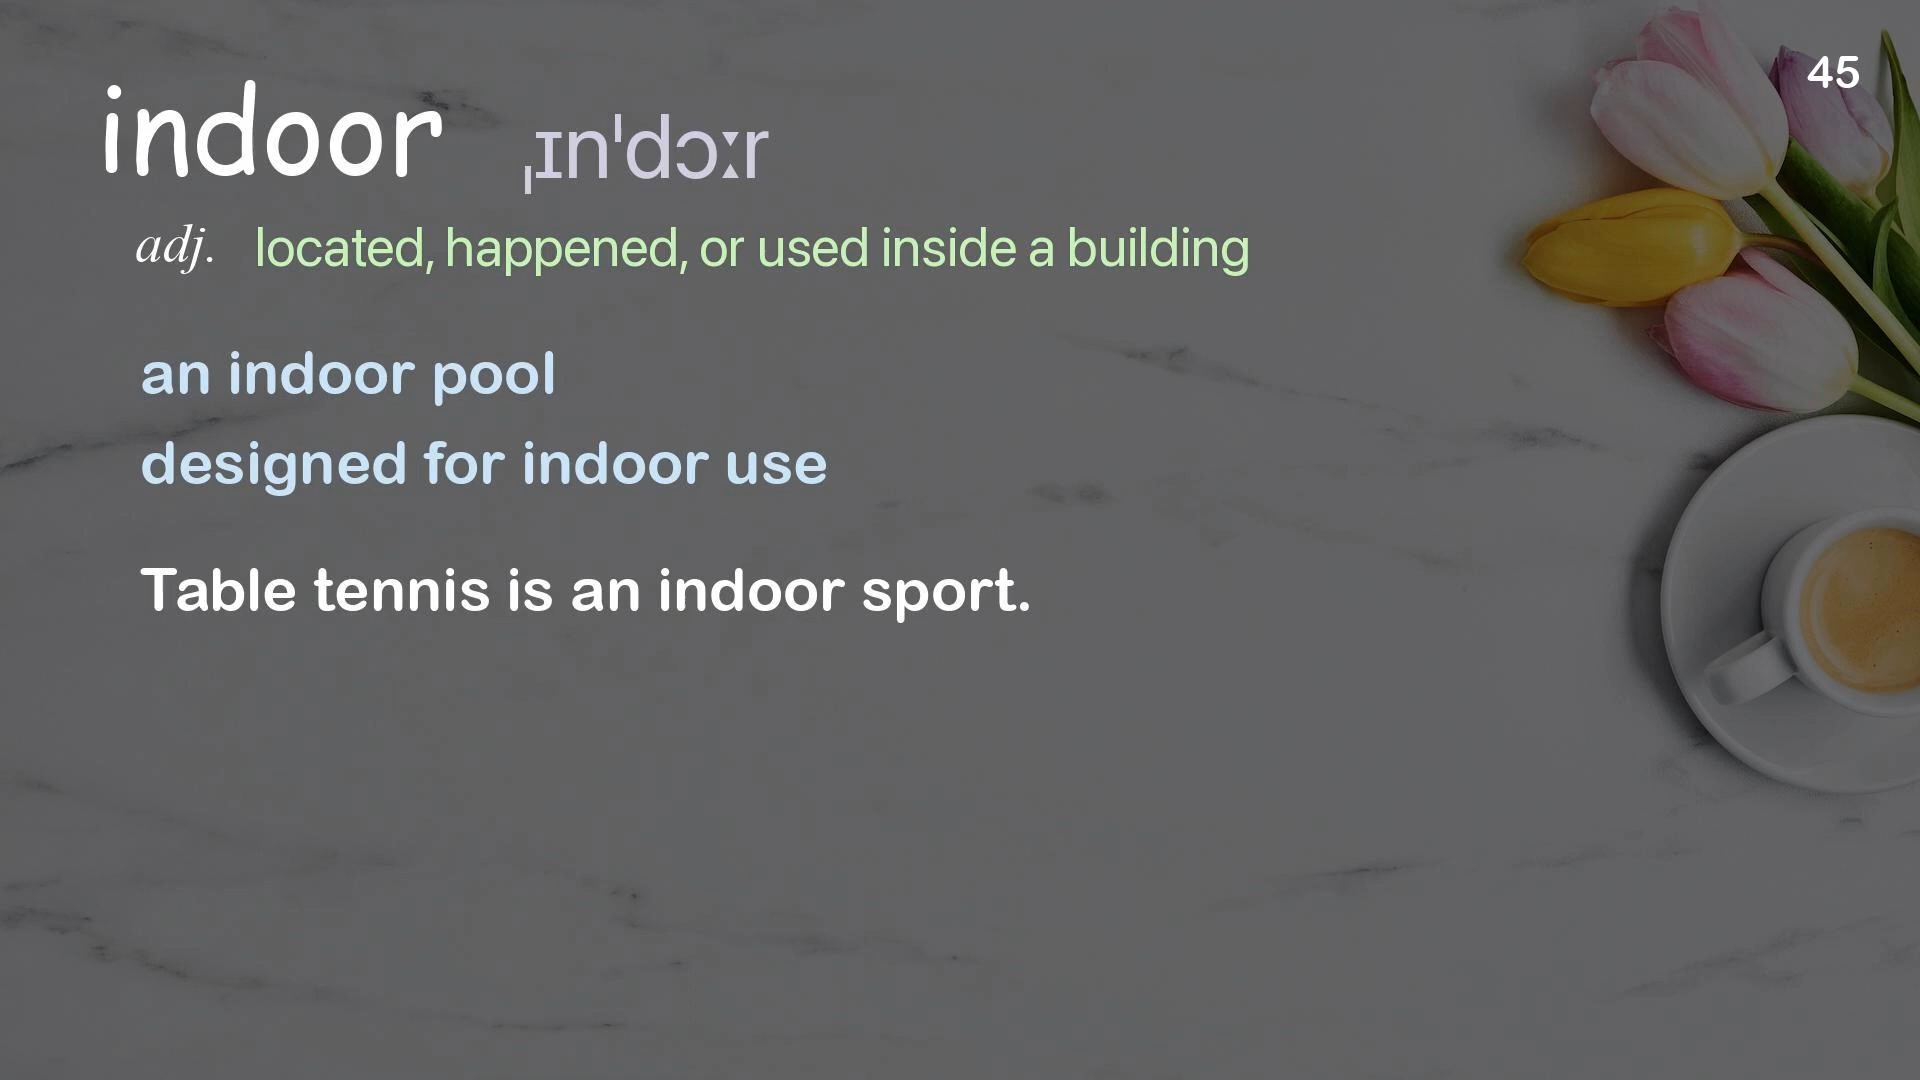 45
indoor ˌɪnˈdɔːr
adj. located, happened, or used inside a building
an indoor pool
designed for indoor use
Table tennis is an indoor sport.